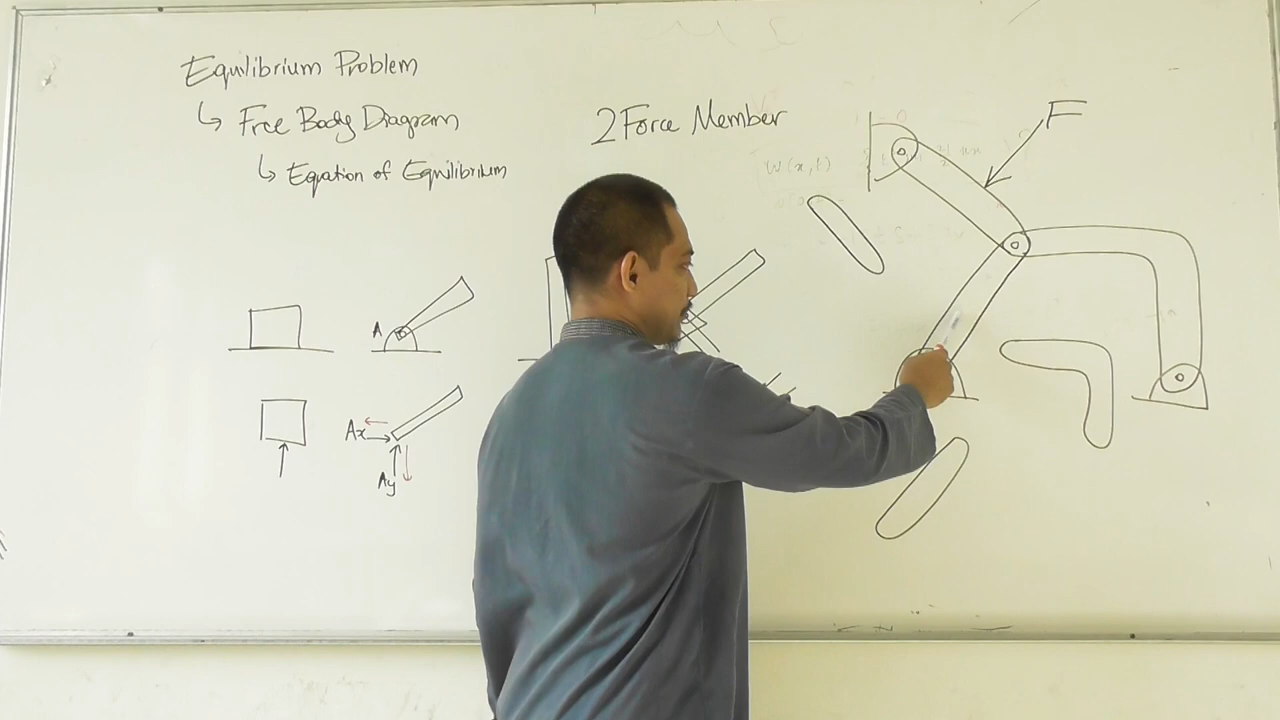 Equilibrium Problem
↳ Free Body Diagram
↳ Equation of Equilibrium
2 Force Member
F
A
Ax
Ay
w(x,t)